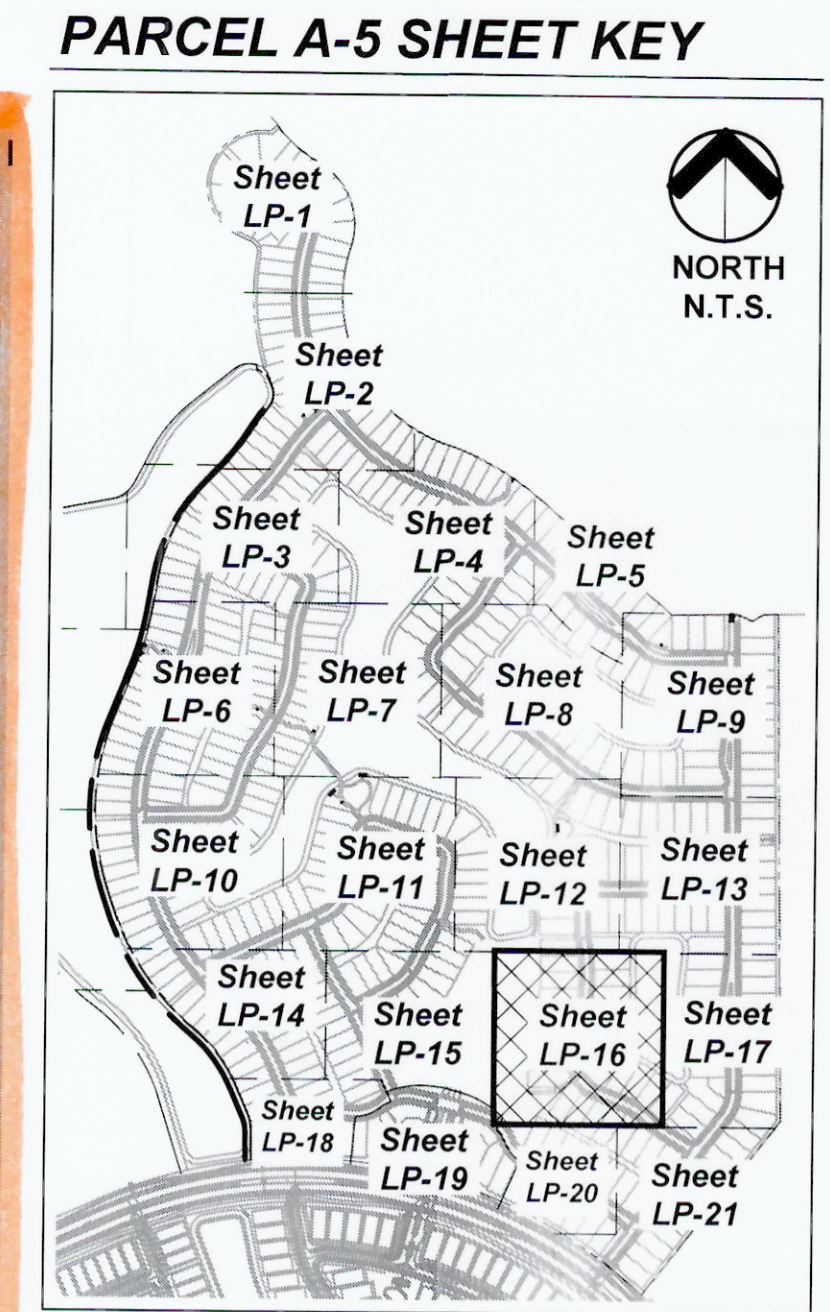 PARCEL A-5 SHEET KEY
Sheet
LP-1
NORTH
N.T.S.
Sheet
LP-2
Sheet
LP-3
Sheet
LP-4
Sheet
LP-5
Sheet
LP-6
Sheet
LP-7
Sheet
LP-8
Sheet
LP-9
Sheet
LP-10
Sheet
LP-11
Sheet
LP-12
Sheet
LP-13
Sheet
LP-14
Sheet
LP-15
Sheet
LP-16
Sheet
LP-17
Sheet
LP-18
Sheet
LP-19
Sheet
LP-20
Sheet
LP-21